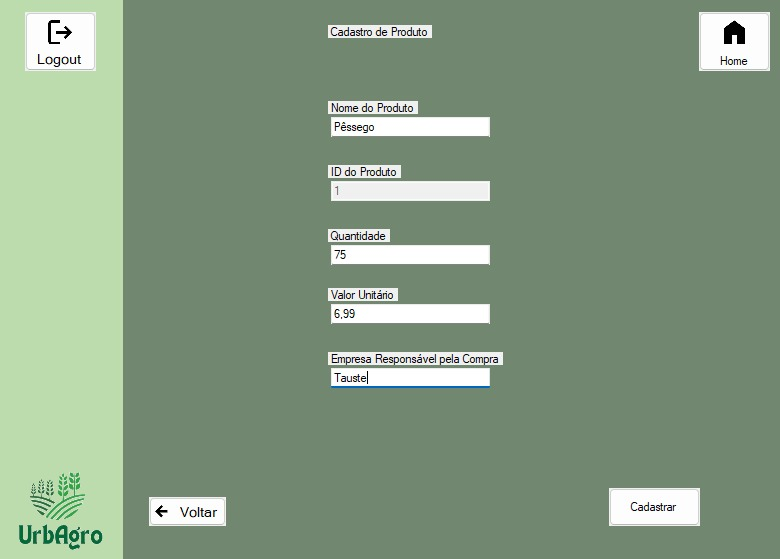 Logout
Cadastro de Produto
Home
Nome do Produto
Pêssego
ID do Produto
1
Quantidade
75
Valor Unitário
6,99
Empresa Responsável pela Compra
Tauste
UrbAgro
Voltar
Cadastrar